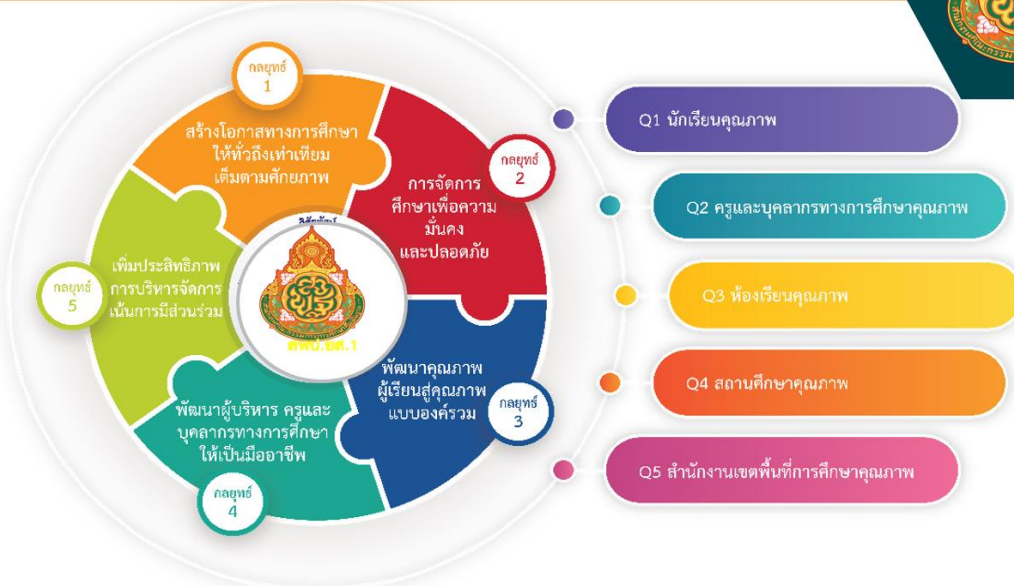 กลยุทธ์
1
สร้างโอกาสทางการศึกษา
ให้ทั่วถึงเท่าเทียม
เต็มตามศักยภาพ
กลยุทธ์
2
การจัดการ
ศึกษาเพื่อความ
มั่นคง
และปลอดภัย
กลยุทธ์
3
พัฒนาคุณภาพ
ผู้เรียนสู่คุณภาพ
แบบองค์รวม
กลยุทธ์
4
พัฒนาผู้บริหาร ครูและ
บุคลากรทางการศึกษา
ให้เป็นมืออาชีพ
กลยุทธ์
5
เพิ่มประสิทธิภาพ
การบริหารจัดการ
เน้นการมีส่วนร่วม
วิสัยทัศน์
Q1 นักเรียนคุณภาพ
Q2 ครูและบุคลากรทางการศึกษาคุณภาพ
Q3 ห้องเรียนคุณภาพ
Q4 สถานศึกษาคุณภาพ
Q5 สำนักงานเขตพื้นที่การศึกษาคุณภาพ